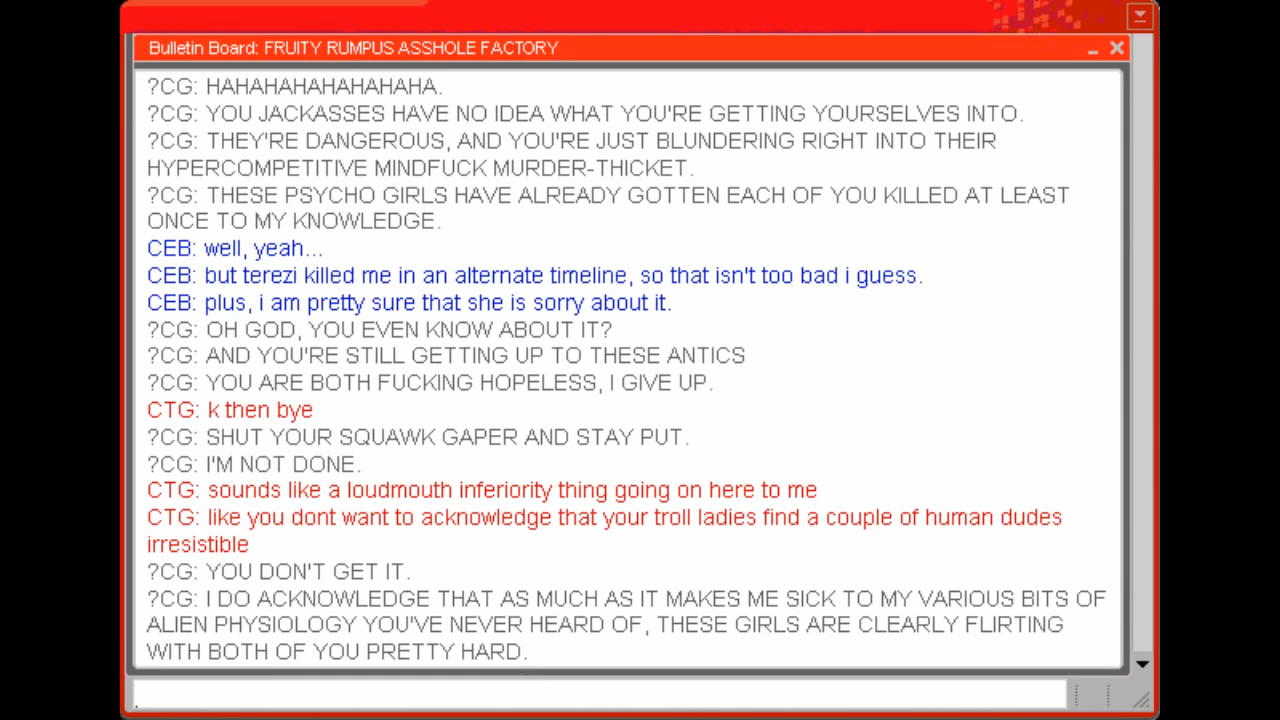 Bulletin Board: FRUITY RUMPUS ASSHOLE FACTORY
?CG: HAHAHAHAHAHAHAHA.
?CG: YOU JACKASSES HAVE NO IDEA WHAT YOU'RE GETTING YOURSELVES INTO.
?CG: THEY'RE DANGEROUS, AND YOU'RE JUST BLUNDERING RIGHT INTO THEIR
HYPERCOMPETITIVE MINDFUCK MURDER-THICKET.
?CG: THESE PSYCHO GIRLS HAVE ALREADY GOTTEN EACH OF YOU KILLED AT LEAST
ONCE TO MY KNOWLEDGE.
CEB: well, yeah...
CEB: but terezi killed me in an alternate timeline, so that isn't too bad i guess.
CEB: plus, i am pretty sure that she is sorry about it.
?CG: OH GOD, YOU EVEN KNOW ABOUT IT?
?CG: AND YOU'RE STILL GETTING UP TO THESE ANTICS
?CG: YOU ARE BOTH FUCKING HOPELESS, I GIVE UP.
CTG: k then bye
?CG: SHUT YOUR SQUAWK GAPER AND STAY PUT.
?CG: I'M NOT DONE.
CTG: sounds like a loudmouth inferiority thing going on here to me
CTG: like you dont want to acknowledge that your troll ladies find a couple of human dudes
irresistible
?CG: YOU DON'T GET IT.
?CG: I DO ACKNOWLEDGE THAT AS MUCH AS IT MAKES ME SICK TO MY VARIOUS BITS OF
ALIEN PHYSIOLOGY YOU'VE NEVER HEARD OF, THESE GIRLS ARE CLEARLY FLIRTING
WITH BOTH OF YOU PRETTY HARD.